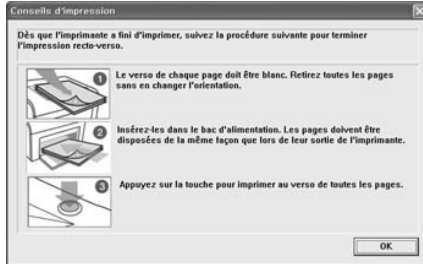 Conseils d'impression
Dès que l'imprimante a fini d'imprimer, suivez la procédure suivante pour terminer
l'impression recto-verso.
1
Le verso de chaque page doit être blanc. Retirez toutes les pages
sans en changer l'orientation.
2
Insérez-les dans le bac d'alimentation. Les pages doivent être
disposées de la même façon que lors de leur sortie de l'imprimante.
3
Appuyez sur la touche pour imprimer au verso de toutes les pages.
OK